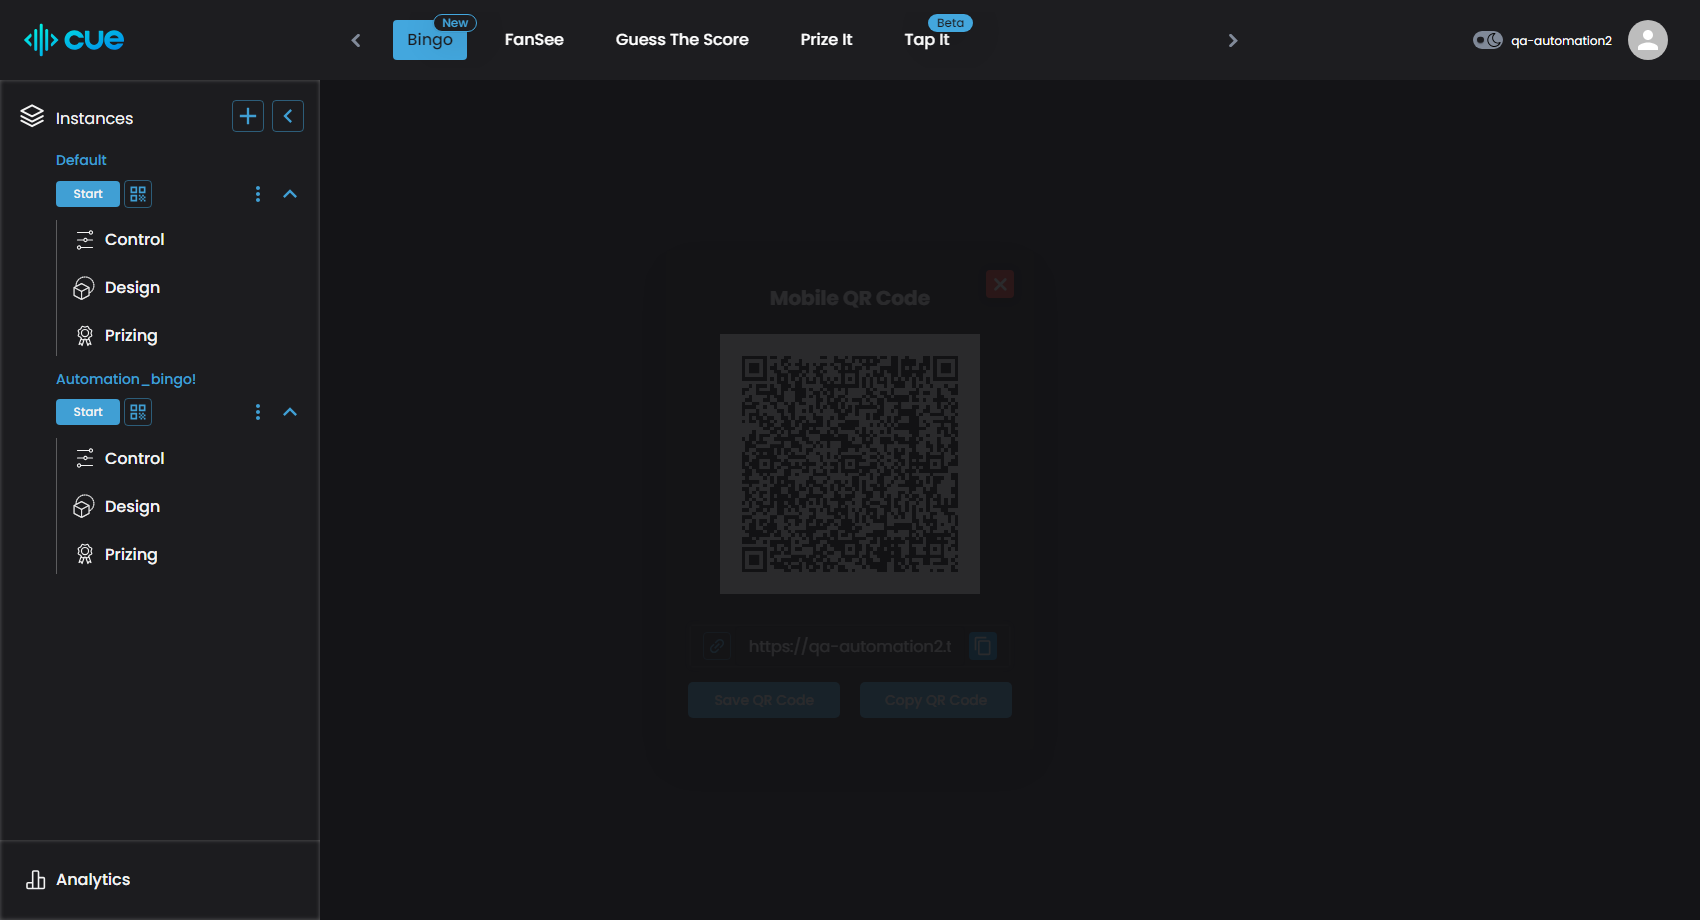 cue
Bingo
New
FanSee
Guess The Score
Prize It
Tap It
Beta
qa-automation2
Instances
Default
Start
Control
Design
Prizing
Automation_bingo!
Start
Control
Design
Prizing
Analytics
Mobile QR Code
https://qa-automation2.t
Save QR Code
Copy QR Code